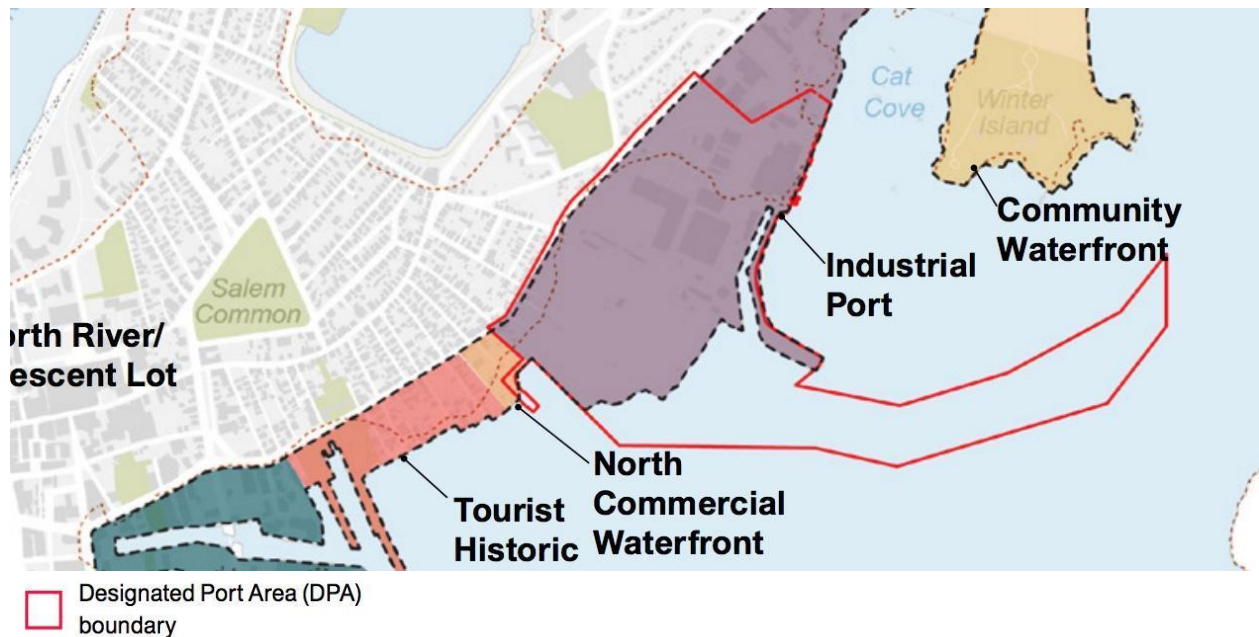 Cat
Cove
Winter
Island
Community
Waterfront
Industrial
Port
Salem
Common
orth River/
escent Lot
North
Commercial
Waterfront
Tourist
Historic
Designated Port Area (DPA)
boundary